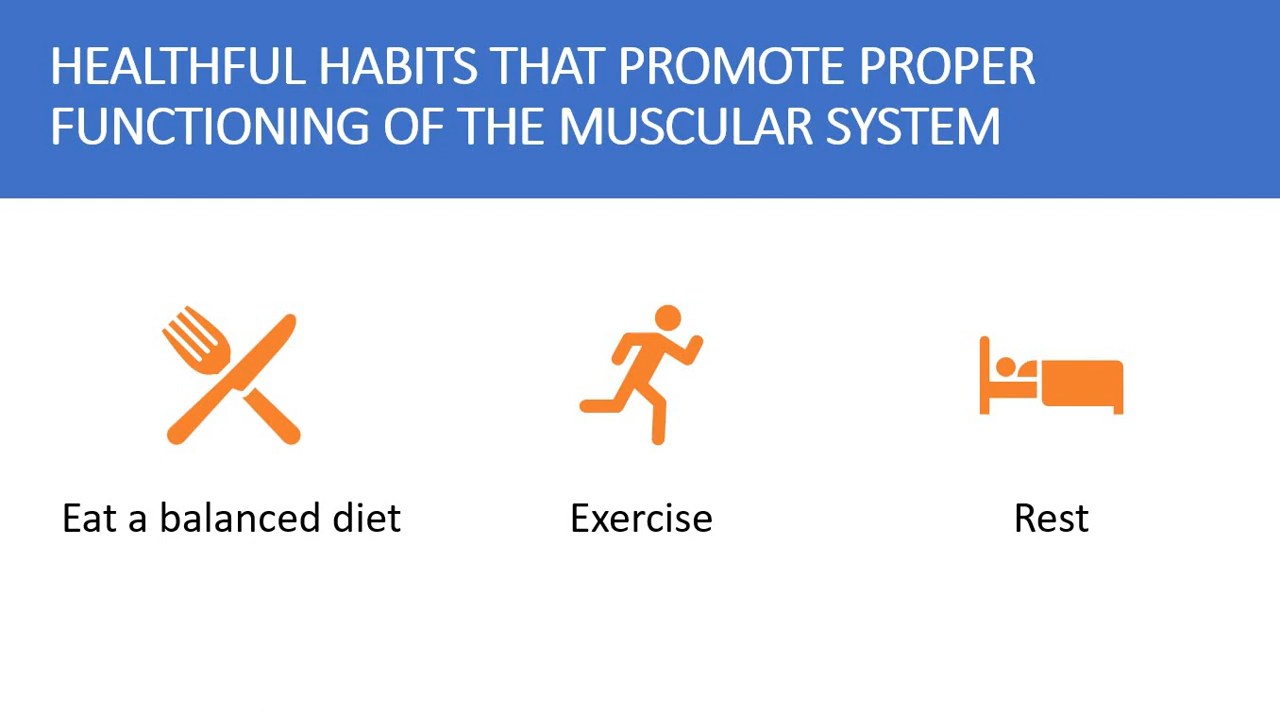 HEALTHFUL HABITS THAT PROMOTE PROPER
FUNCTIONING OF THE MUSCULAR SYSTEM
Eat a balanced diet
Exercise
Rest